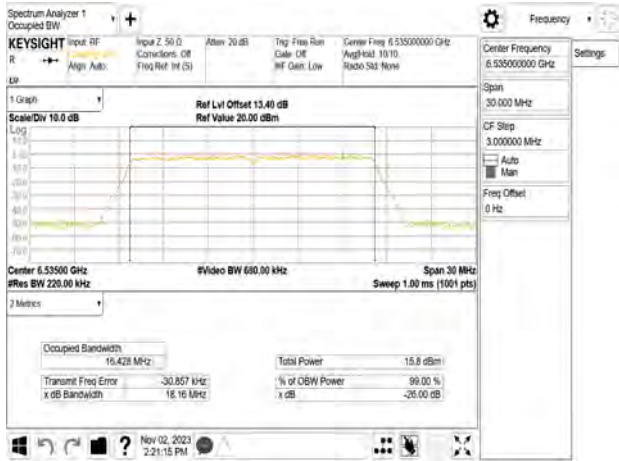 Spectrum Analyzer 1
Occupied BW
Frequency
KEYSIGHT
Input: RF
R
Align: Auto
Input Z: 50 Ω
Corrections: Off
Freq Ref: Int (S)
Atten: 20 dB
Trig: Free Run
Gate: Off
#IF Gain: Low
Center Freq: 6.535000000 GHz
Avg|Hold: 10/10
Radio Std: None
Center Frequency
6.535000000 GHz
Settings
Span
30.000 MHz
CF Step
3.000000 MHz
Auto
Man
Freq Offset
0 Hz
1 Graph
Scale/Div 10.0 dB
Log
Ref Lvl Offset 13.40 dB
Ref Value 20.00 dBm
Center 6.53500 GHz
#Res BW 220.00 kHz
#Video BW 680.00 kHz
Span 30 MHz
Sweep 1.00 ms (1001 pts)
2 Metrics
Occupied Bandwidth
16.428 MHz
Total Power
15.8 dBm
Transmit Freq Error
-30.857 kHz
% of OBW Power
99.00 %
x dB Bandwidth
18.16 MHz
x dB
-26.00 dB
Nov 02, 2023
2:21:15 PM